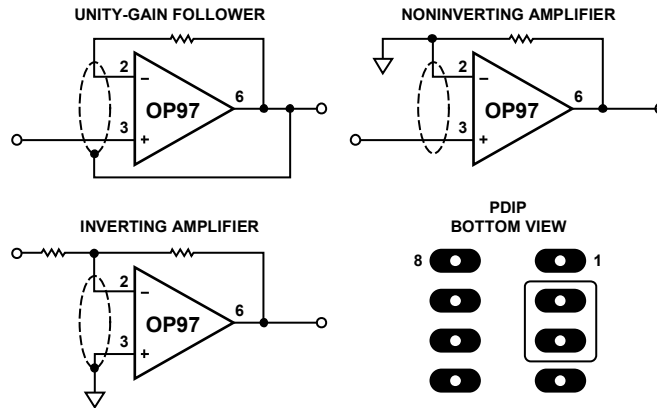 UNITY-GAIN FOLLOWER
2
−
OP97
6
3
+
NONINVERTING AMPLIFIER
2
−
OP97
6
3
+
INVERTING AMPLIFIER
2
−
OP97
6
3
+
PDIP
BOTTOM VIEW
8
1